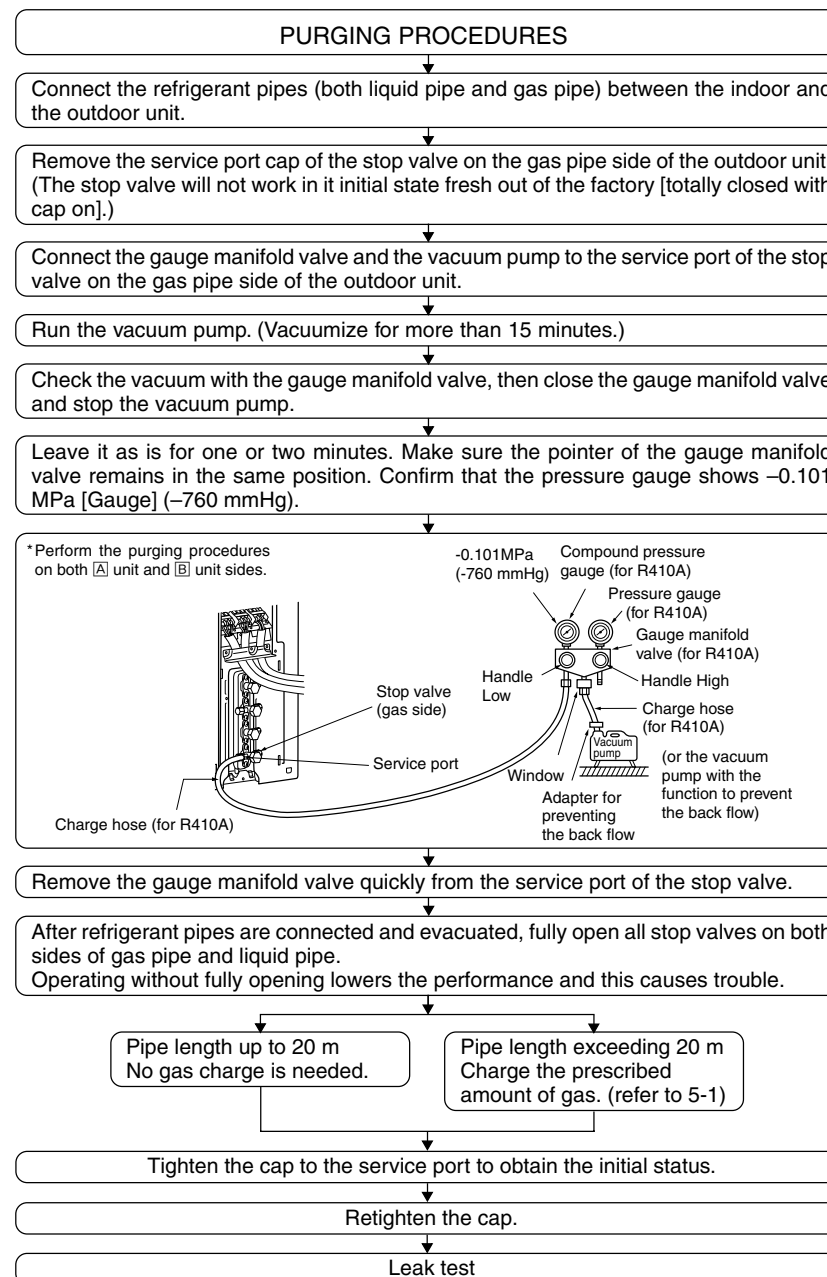 PURGING PROCEDURES
Connect the refrigerant pipes (both liquid pipe and gas pipe) between the indoor and
the outdoor unit.
Remove the service port cap of the stop valve on the gas pipe side of the outdoor unit
(The stop valve will not work in it initial state fresh out of the factory [totally closed with
cap on].)
Connect the gauge manifold valve and the vacuum pump to the service port of the stop
valve on the gas pipe side of the outdoor unit.
Run the vacuum pump. (Vacuumize for more than 15 minutes.)
Check the vacuum with the gauge manifold valve, then close the gauge manifold valve
and stop the vacuum pump.
Leave it as is for one or two minutes. Make sure the pointer of the gauge manifold
valve remains in the same position. Confirm that the pressure gauge shows –0.101
MPa [Gauge] (–760 mmHg).
*Perform the purging procedures
on both A unit and B unit sides.
-0.101MPa
(-760 mmHg)
Compound pressure
gauge (for R410A)
Pressure gauge
(for R410A)
Gauge manifold
valve (for R410A)
Handle
Low
Handle High
Stop valve
(gas side)
Charge hose
(for R410A)
Vacuum
pump
Service port
Window
(or the vacuum
pump with the
function to prevent
the back flow)
Adapter for
preventing
the back flow
Charge hose (for R410A)
Remove the gauge manifold valve quickly from the service port of the stop valve.
After refrigerant pipes are connected and evacuated, fully open all stop valves on both
sides of gas pipe and liquid pipe.
Operating without fully opening lowers the performance and this causes trouble.
Pipe length up to 20 m
No gas charge is needed.
Pipe length exceeding 20 m
Charge the prescribed
amount of gas. (refer to 5-1)
Tighten the cap to the service port to obtain the initial status.
Retighten the cap.
Leak test